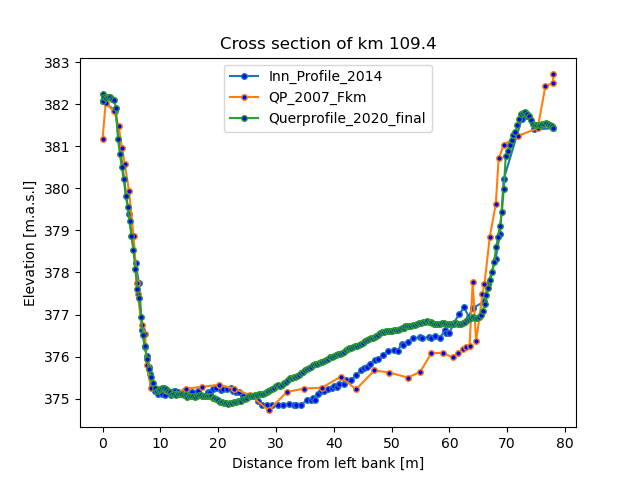 Cross section of km 109.4
Inn_Profile_2014
QP_2007_Fkm
Querprofile_2020_final
Elevation [m.a.s.l]
383
382
381
380
379
378
377
376
375
0 10 20 30 40 50 60 70 80
Distance from left bank [m]